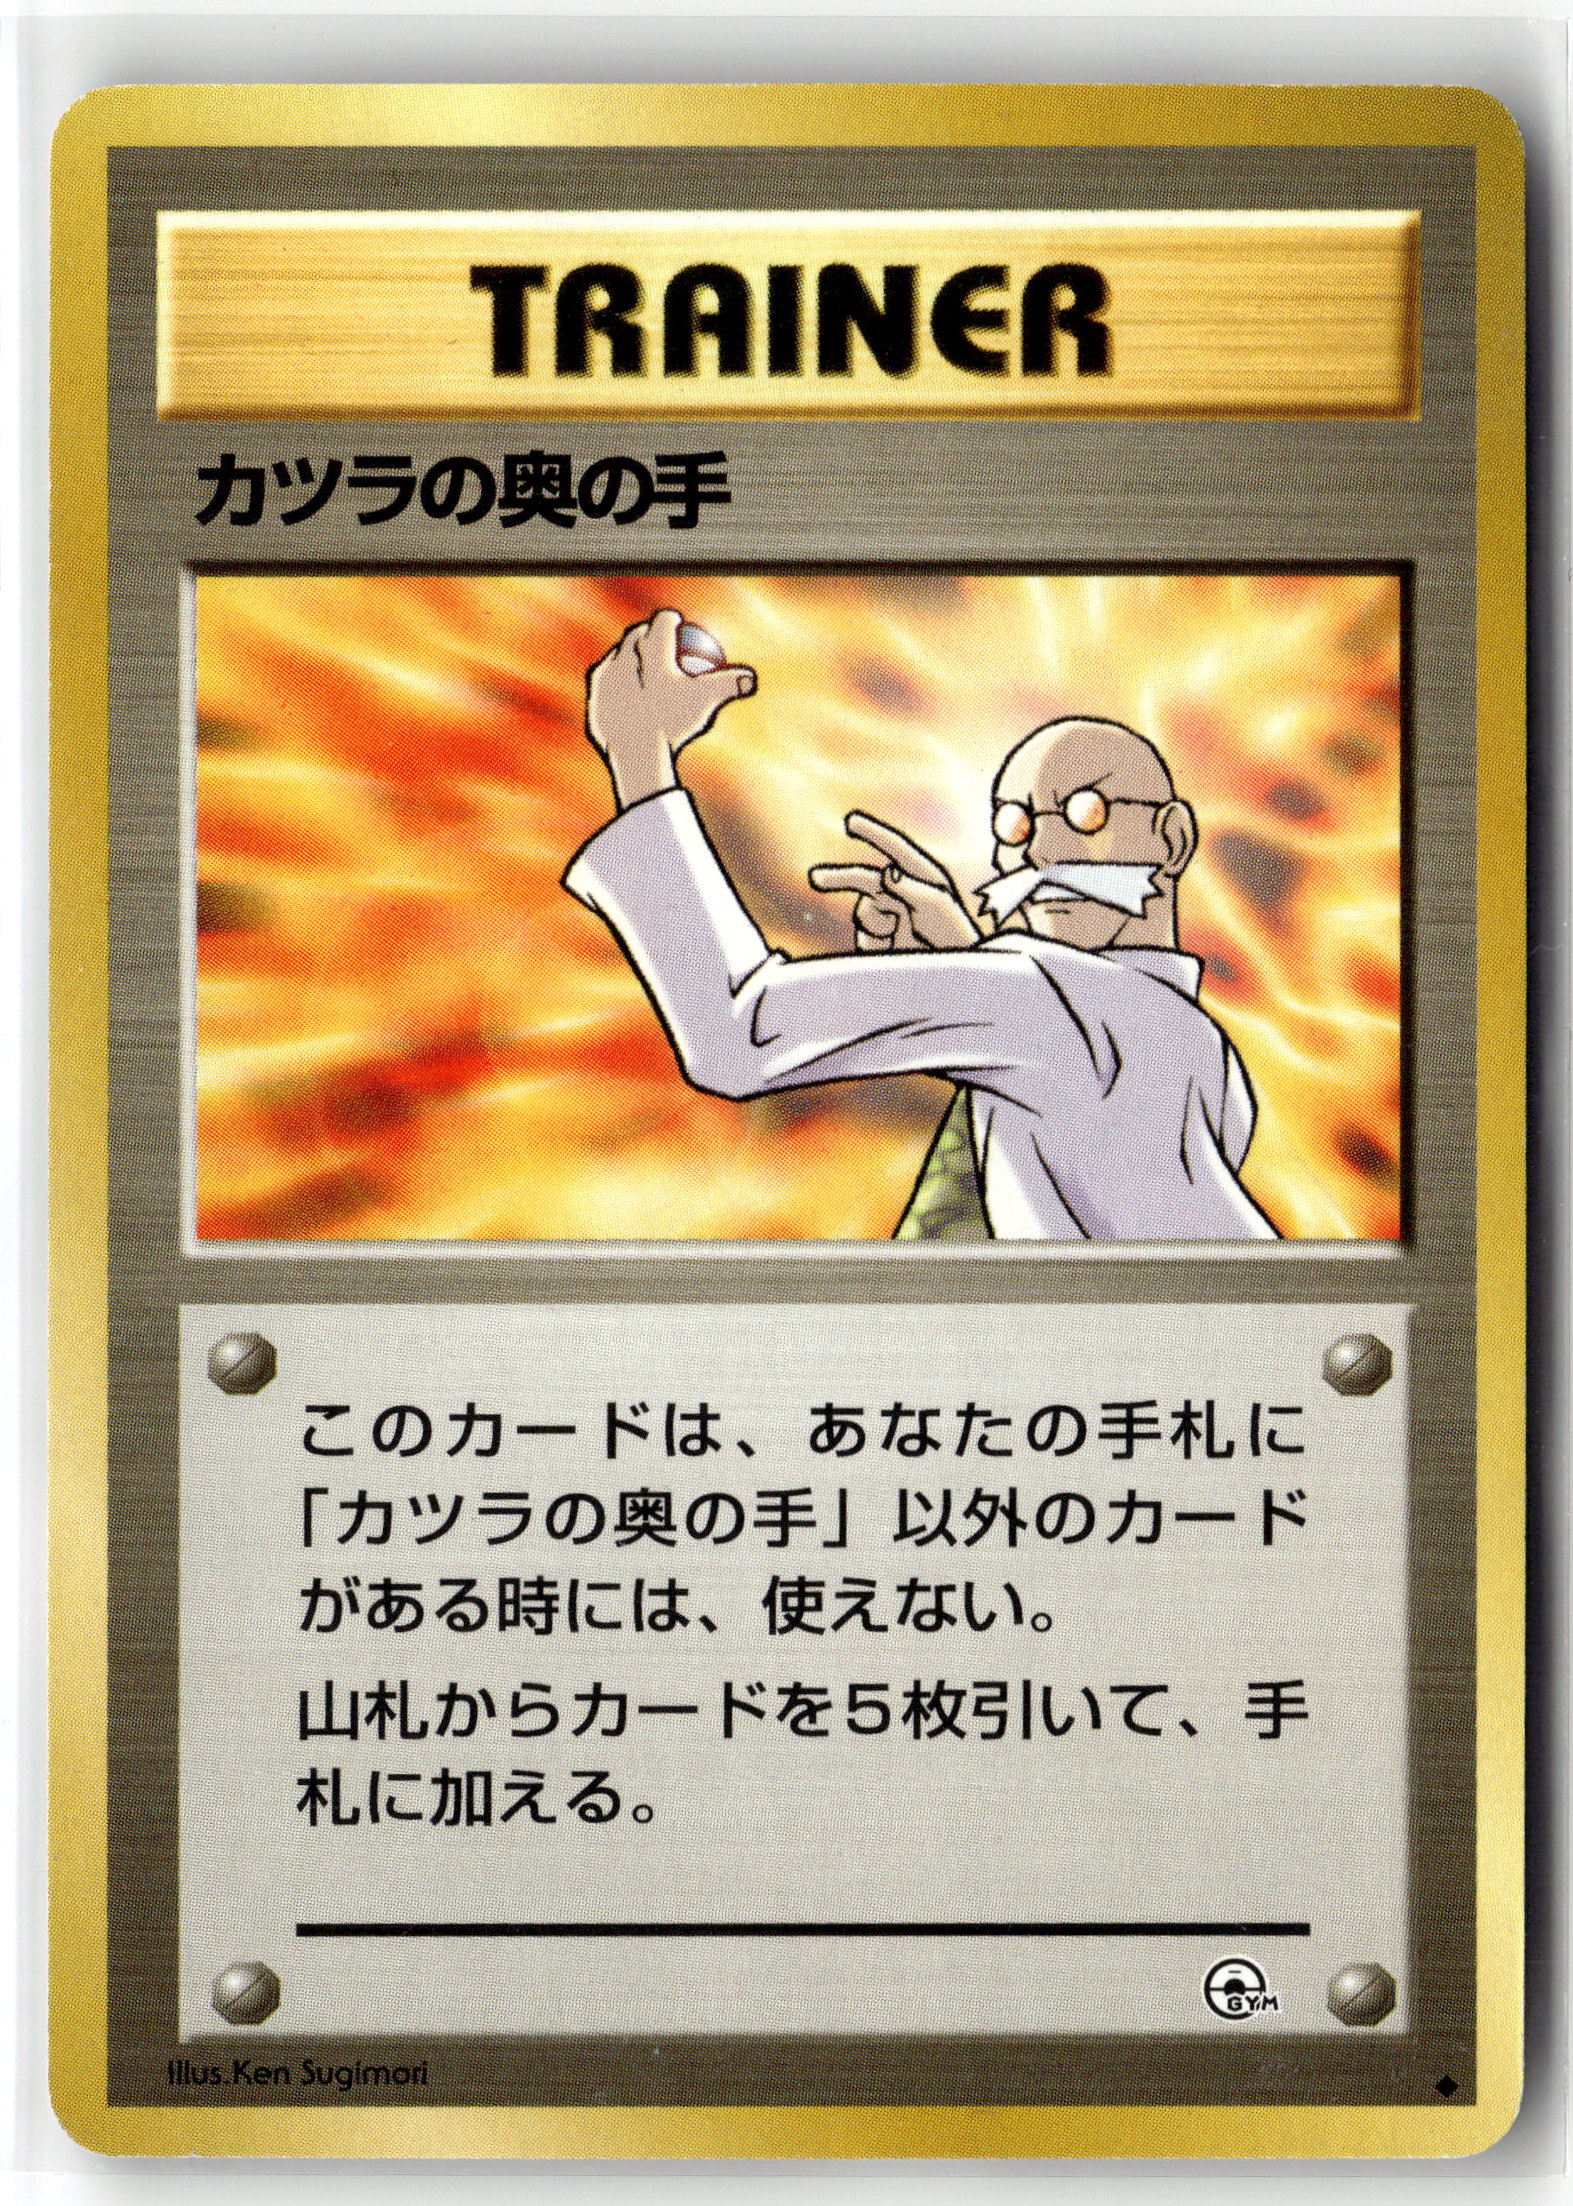 TRAINER
カツラの奥の手
このカードは、あなたの手札に
「カツラの奥の手」以外のカード
がある時には、使えない。
山札からカードを5枚引いて、手
札に加える。
GYM
Illus.Ken Sugimori